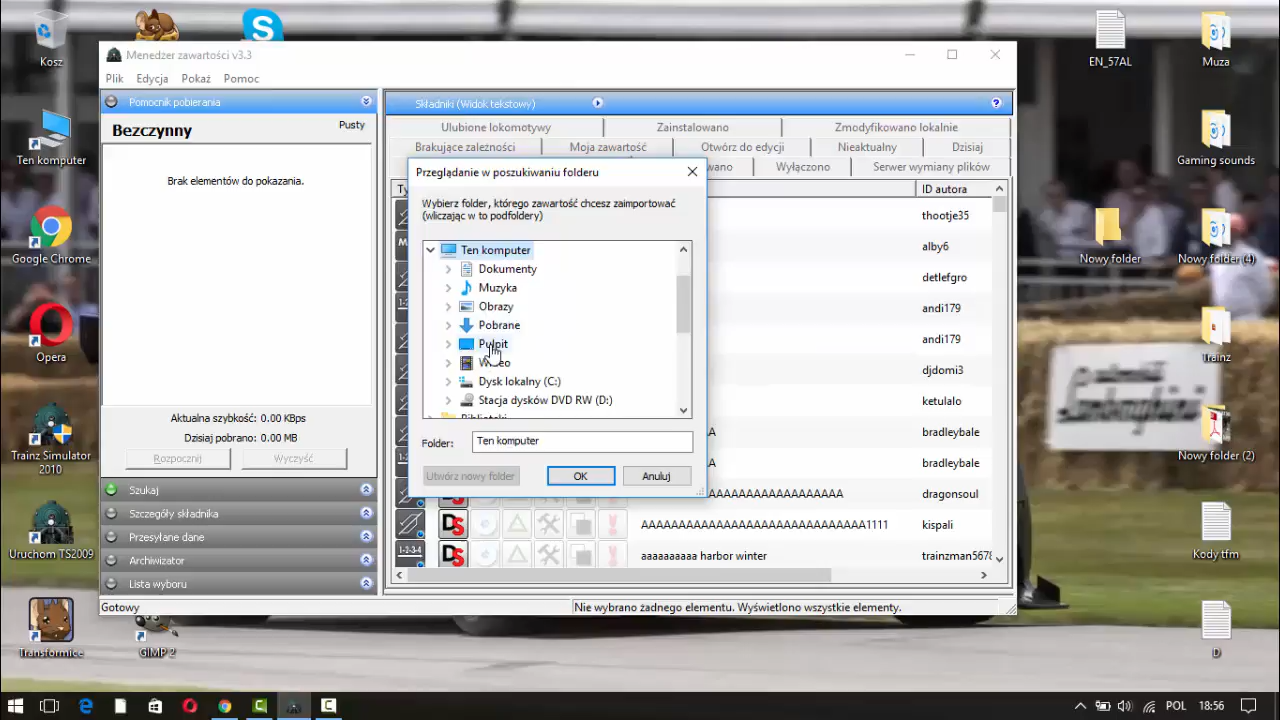 Kosz
Ten komputer
Google Chrome
Opera
Trainz Simulator
2010
Uruchom TS2009
Transformice
GIMP 2
EN_57AL
Muza
Gaming sounds
Nowy folder
Nowy folder (4)
Trainz
Nowy folder (2)
Kody tfm
D
Menedżer zawartości v3.3
Plik Edycja Pokaż Pomoc
Pomocnik pobierania
Bezczynny Pusty
Brak elementów do pokazania.
Aktualna szybkość: 0.00 KBps
Dzisiaj pobrano: 0.00 MB
Rozpocznij Wyczyść
Szukaj
Szczegóły składnika
Przesyłane dane
Archiwizator
Lista wyboru
Gotowy
Składniki (Widok tekstowy) ?
Ulubione lokomotywy Zainstalowano Zmodyfikowano lokalnie
Brakujące zależności Moja zawartość Otwórz do edycji Nieaktualny Dzisiaj
wano Wyłączono Serwer wymiany plików
Ty ID autora
thootje35
alby6
detlefgro
andi179
andi179
djdomi3
ketulalo
A bradleybale
A bradleybale
AAAAAAAAAAAAAAAAAAA dragonsoul
AAAAAAAAAAAAAAAAAAAAAAAAAAAAA1111 kispali
aaaaaaaaaa harbor winter trainzman5678
Nie wybrano żadnego elementu. Wyświetlono wszystkie elementy.
Przeglądanie w poszukiwaniu folderu
Wybierz folder, którego zawartość chcesz zaimportować
(wliczając w to podfoldery)
Ten komputer
Dokumenty
Muzyka
Obrazy
Pobrane
Pulpit
Wideo
Dysk lokalny (C:)
Stacja dysków DVD RW (D:)
Biblioteki
Folder: Ten komputer
Utwórz nowy folder OK Anuluj
POL 18:56